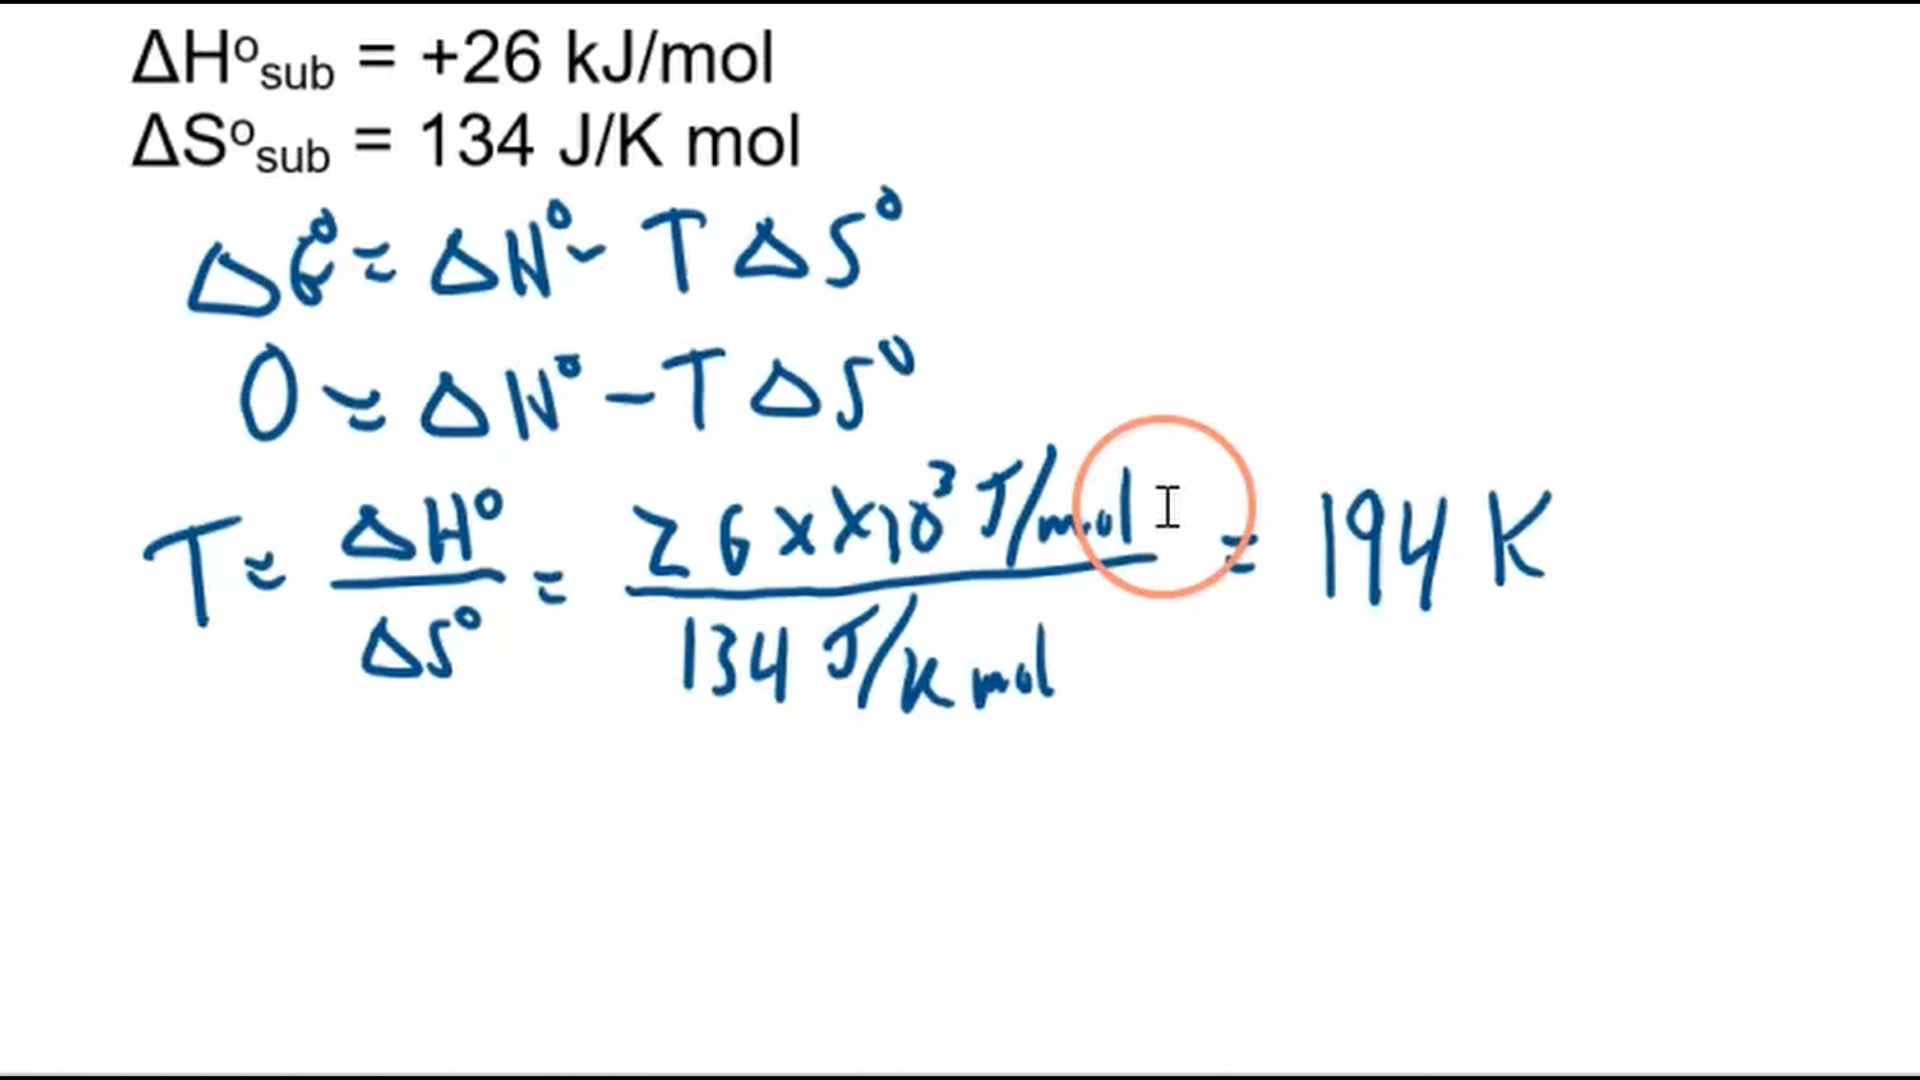 ΔH°sub = +26 kJ/mol
ΔS°sub = 134 J/K mol
ΔG° = ΔH° - TΔS°
0 = ΔH° - TΔS°
T = ΔH°/ΔS° = 26 x x10³ J/mol / 134 J/K mol = 194 K